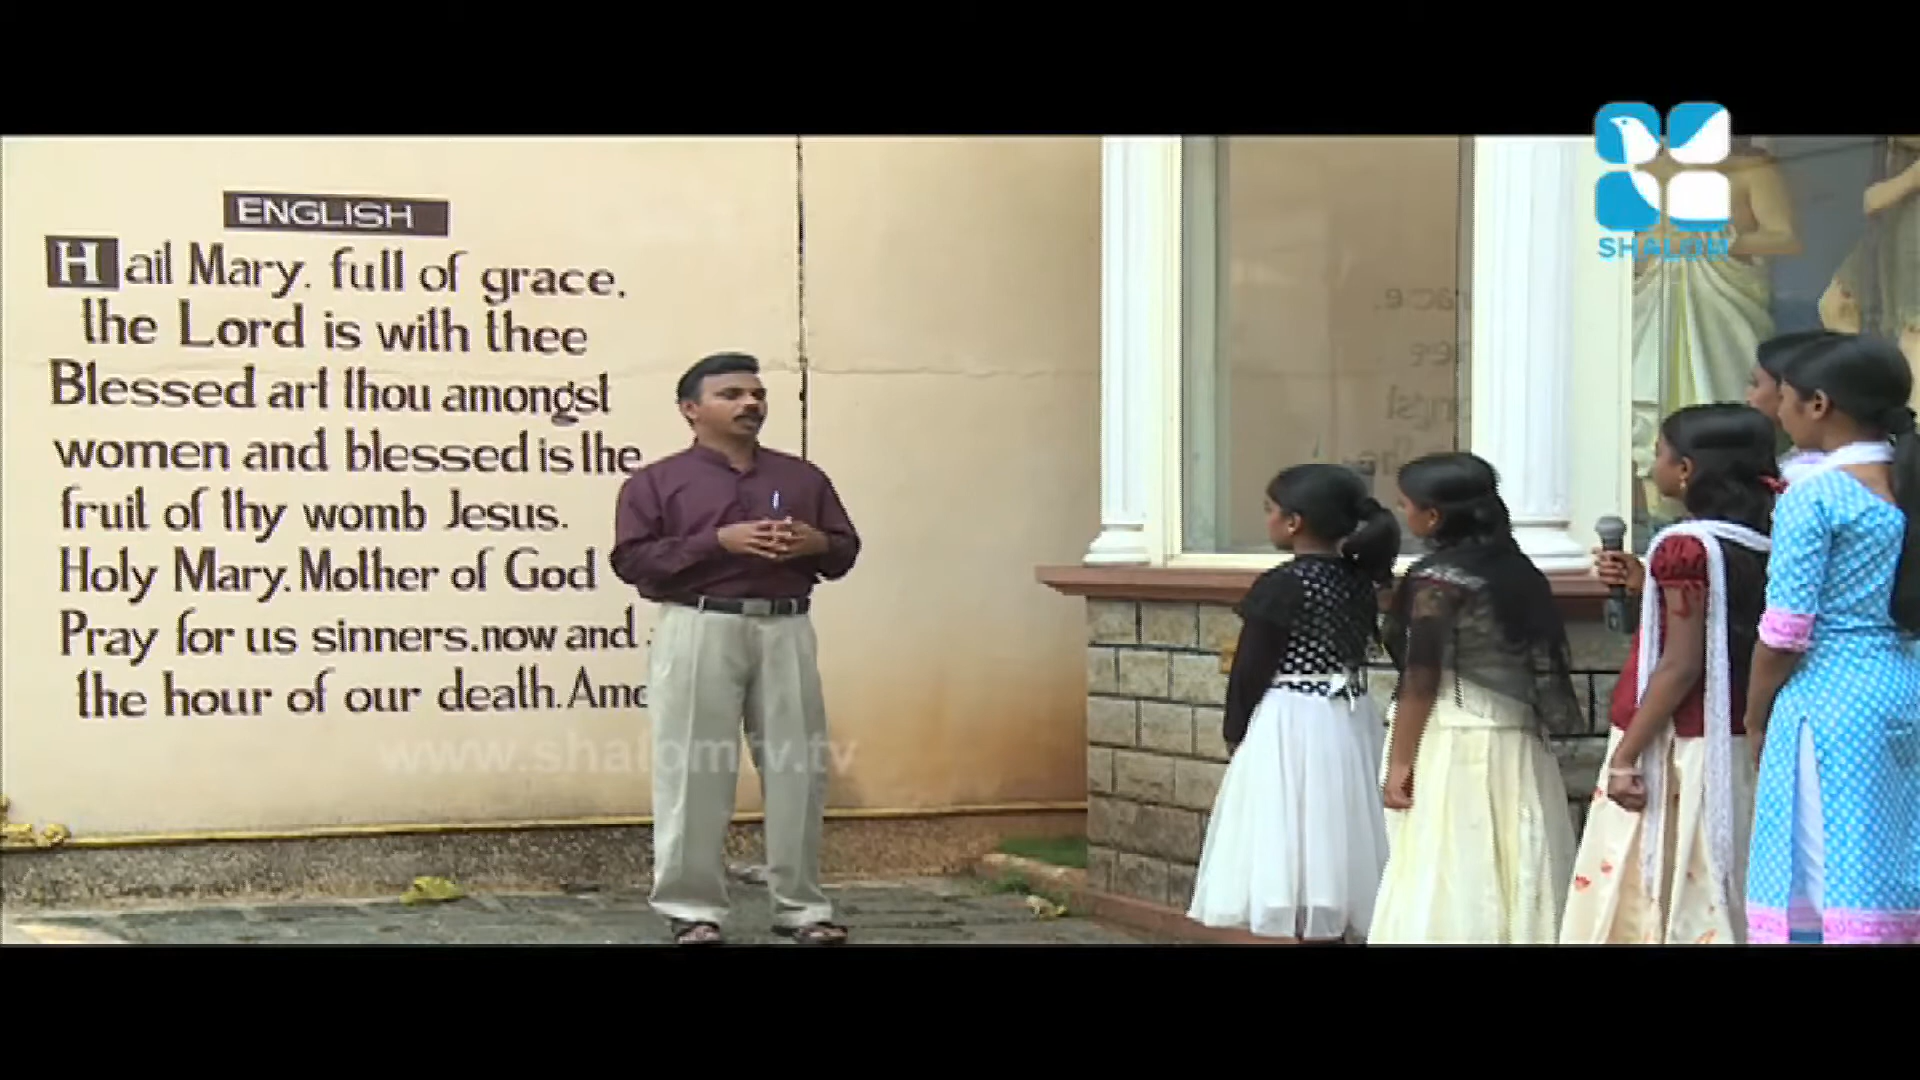 ENGLISH
Hail Mary. full of grace.
the Lord is with thee
Blessed art thou amongst
women and blessed is the
fruit of thy womb Jesus.
Holy Mary. Mother of God
Pray for us sinners. now and
the hour of our death.
SHALOM
www.shalomtv.tv